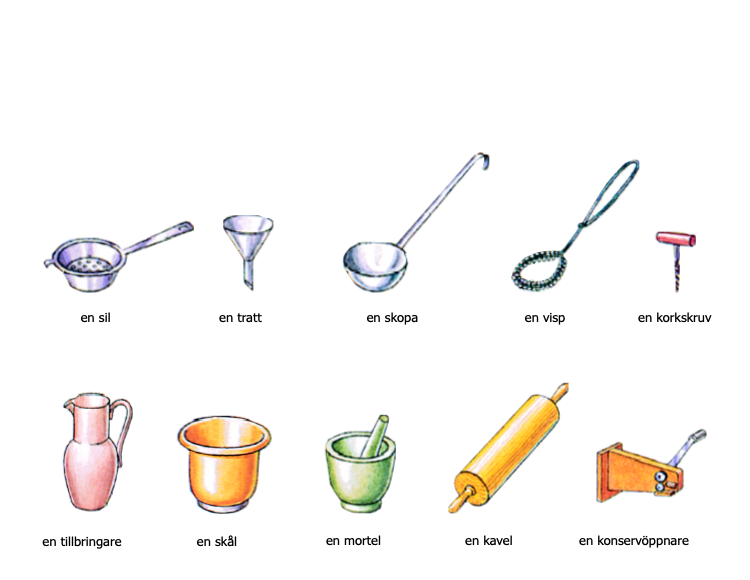 en sil
en tratt
en skopa
en visp
en korkskruv
en tillbringare
en skål
en mortel
en kavel
en konservöppnare